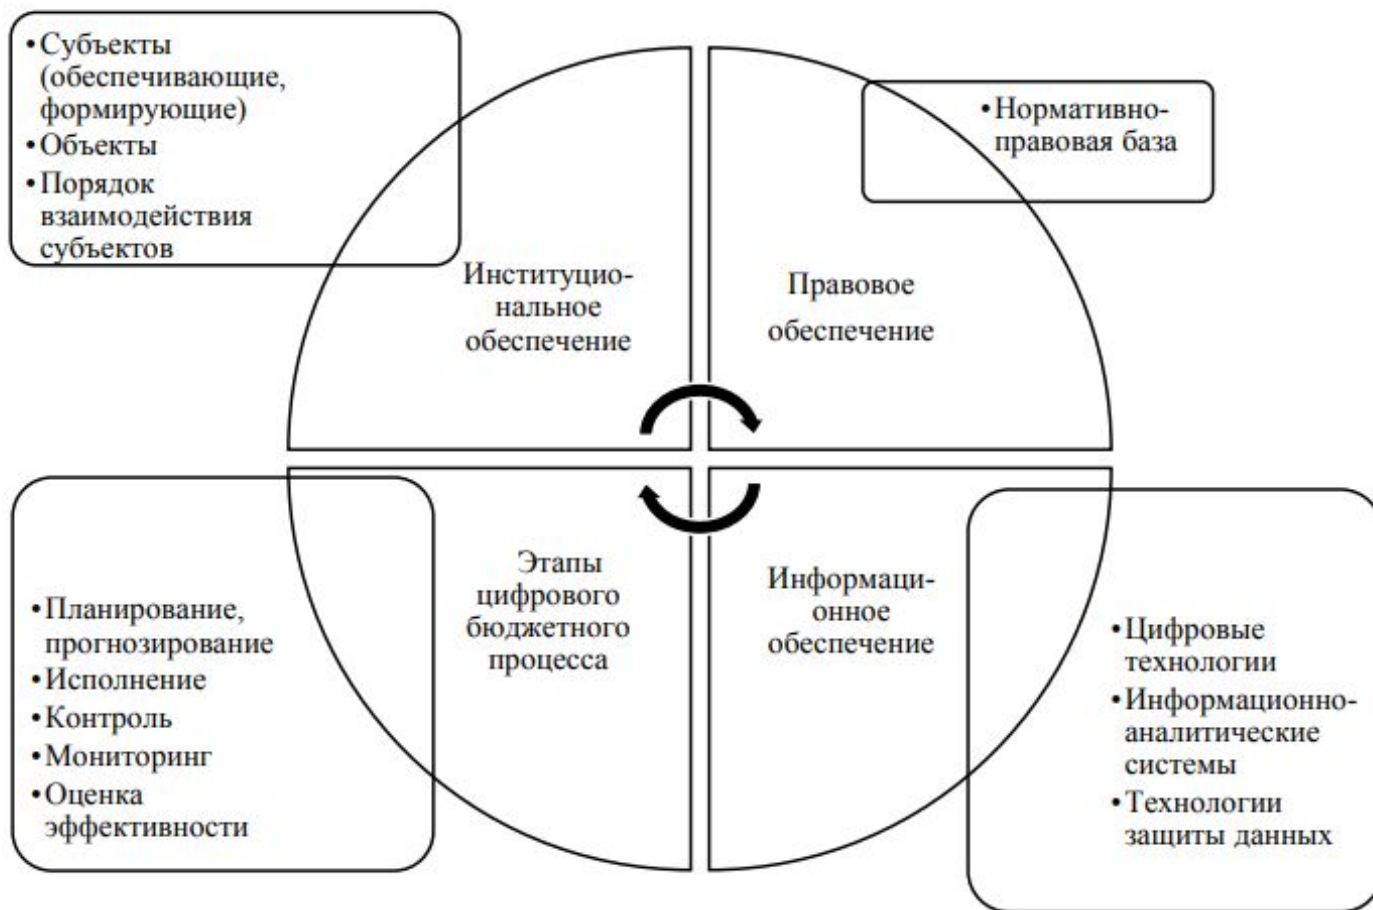 •Субъекты
(обеспечивающие,
формирующие)
•Объекты
•Порядок
взаимодействия
субъектов
Институцио-
нальное
обеспечение
•Нормативно-
правовая база
Правовое
обеспечение
•Планирование,
прогнозирование
•Исполнение
•Контроль
•Мониторинг
•Оценка
эффективности
Этапы
цифрового
бюджетного
процесса
Информаци-
онное
обеспечение
•Цифровые
технологии
•Информационно-
аналитические
системы
•Технологии
защиты данных